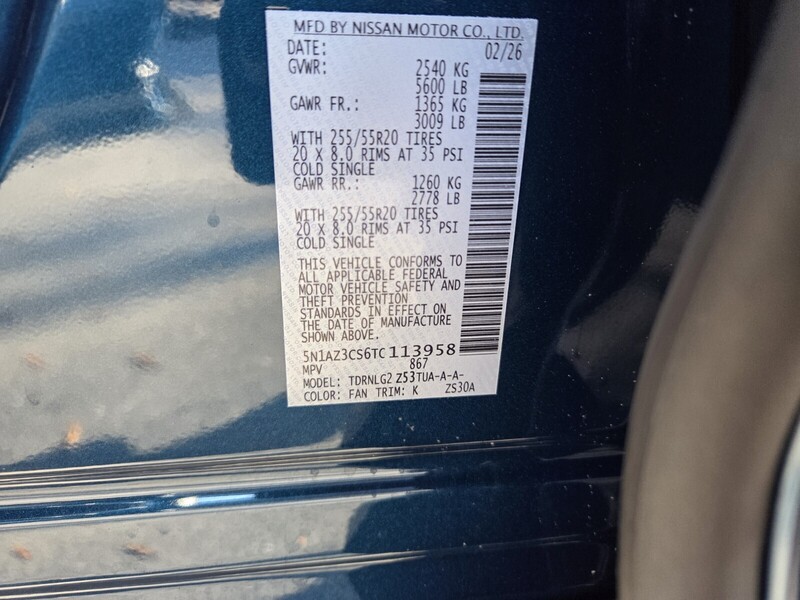 MFD BY NISSAN MOTOR CO., LTD.
DATE: 02/26
GVWR: 2540 KG
5600 LB
GAWR FR.: 1365 KG
3009 LB
WITH 255/55R20 TIRES
20 X 8.0 RIMS AT 35 PSI
COLD SINGLE
GAWR RR.: 1260 KG
2778 LB
WITH 255/55R20 TIRES
20 X 8.0 RIMS AT 35 PSI
COLD SINGLE
THIS VEHICLE CONFORMS TO
ALL APPLICABLE FEDERAL
MOTOR VEHICLE SAFETY AND
THEFT PREVENTION
STANDARDS IN EFFECT ON
THE DATE OF MANUFACTURE
SHOWN ABOVE.
5N1AZ3CS6TC113958
MPV 867
MODEL: TDRNLG2 Z53TUA-A-A-
COLOR: FAN TRIM: K ZS30A